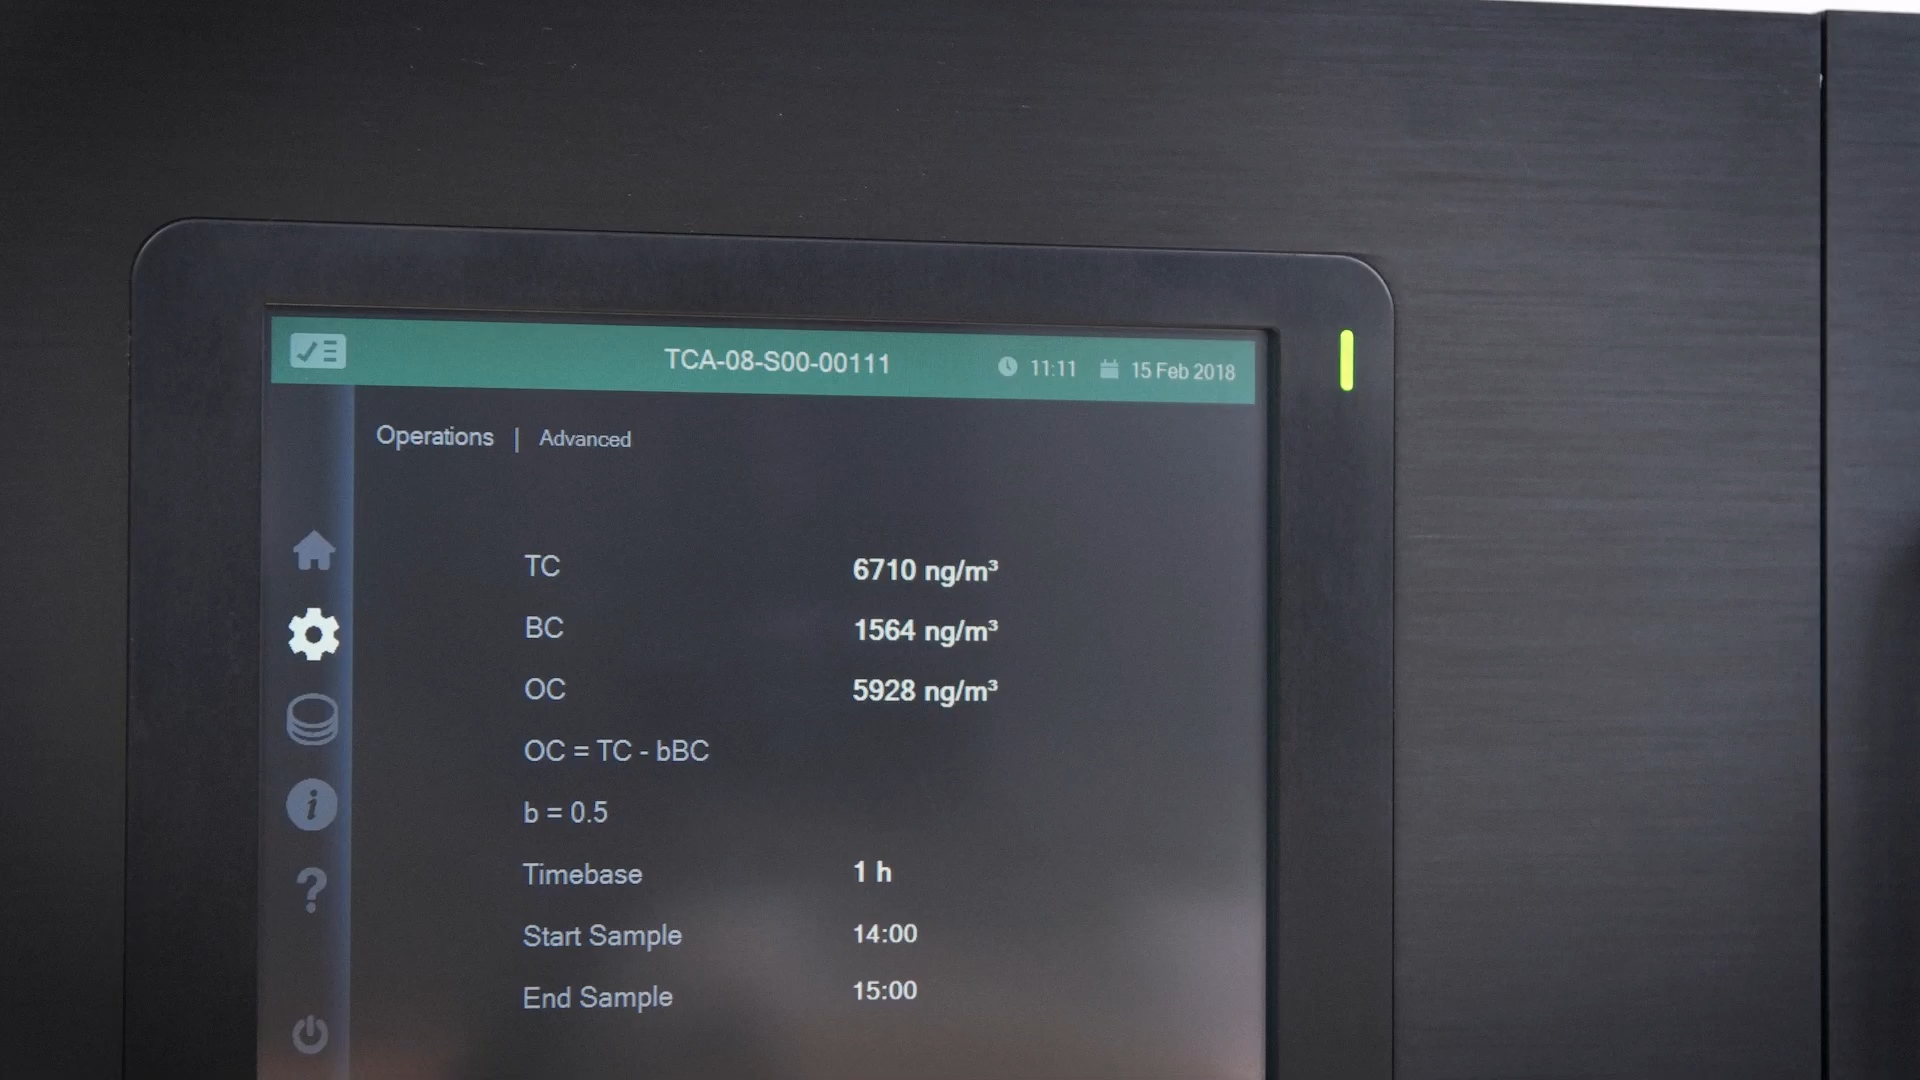 TCA-08-S00-00111 11:11 15 Feb 2018
Operations | Advanced
TC 6710 ng/m³
BC 1564 ng/m³
OC 5928 ng/m³
OC = TC - bBC
b = 0.5
Timebase 1 h
Start Sample 14:00
End Sample 15:00